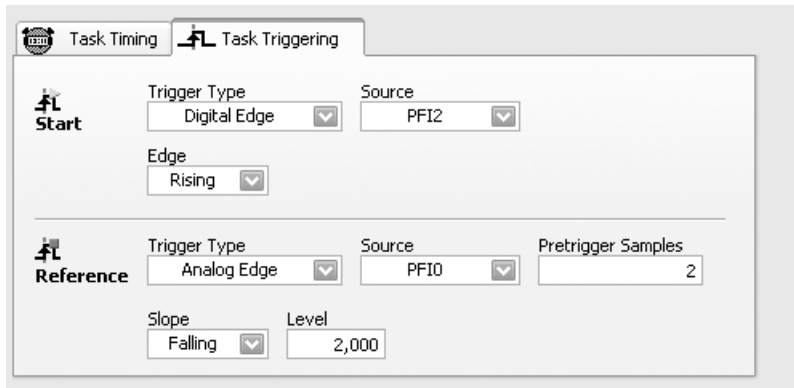 Task Timing Task Triggering
Start
Trigger Type Source
Digital Edge PFI2
Edge
Rising
Reference
Trigger Type Source Pretrigger Samples
Analog Edge PFI0 2
Slope Level
Falling 2,000